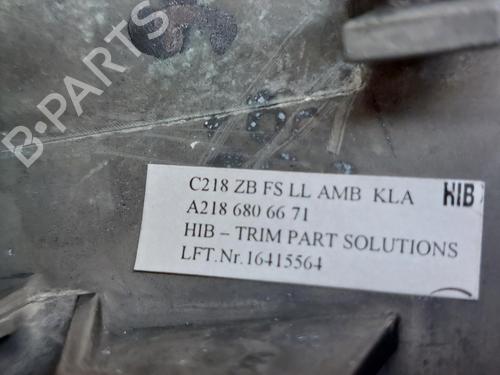 B-PARTS
C218 ZB FS LL AMB KLA HIB
A218 680 66 71
HIB – TRIM PART SOLUTIONS
LFT.Nr.16415564